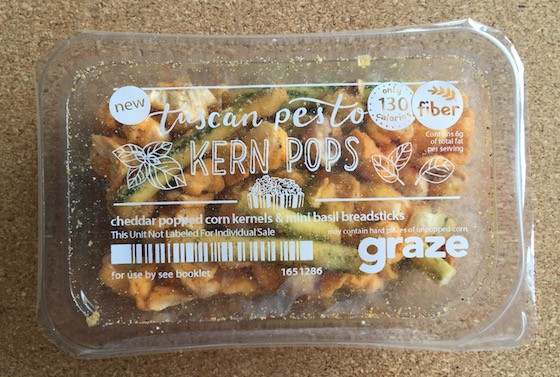 new
tuscan pesto
KERN POPS
only
130
calories
fiber
Contains 6g
of total fat
per serving
cheddar popped corn kernels & mini basil breadsticks
This Unit Not Labeled For Individual Sale
may contain hard pieces of unpopped corn
graze
for use by see booklet
1651286